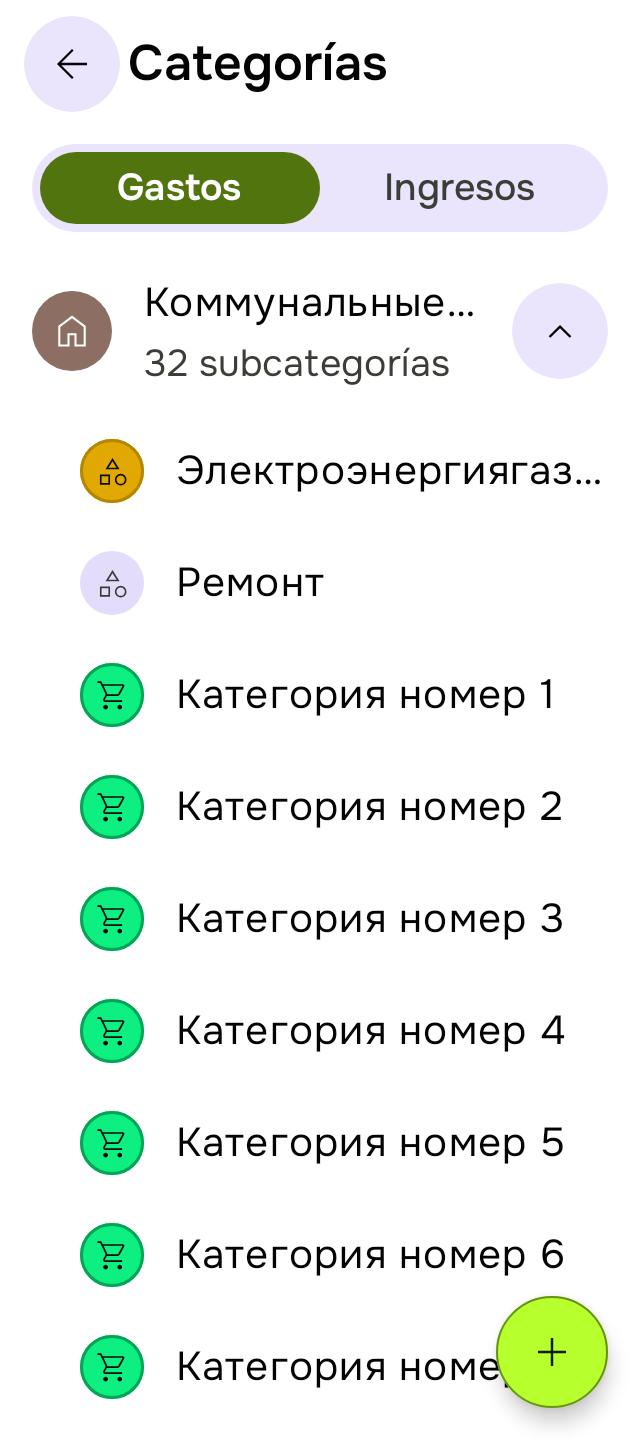 Categorías
Gastos
Ingresos
Коммунальные...
32 subcategorías
Электроэнергиягаз...
Ремонт
Категория номер 1
Категория номер 2
Категория номер 3
Категория номер 4
Категория номер 5
Категория номер 6
Категория